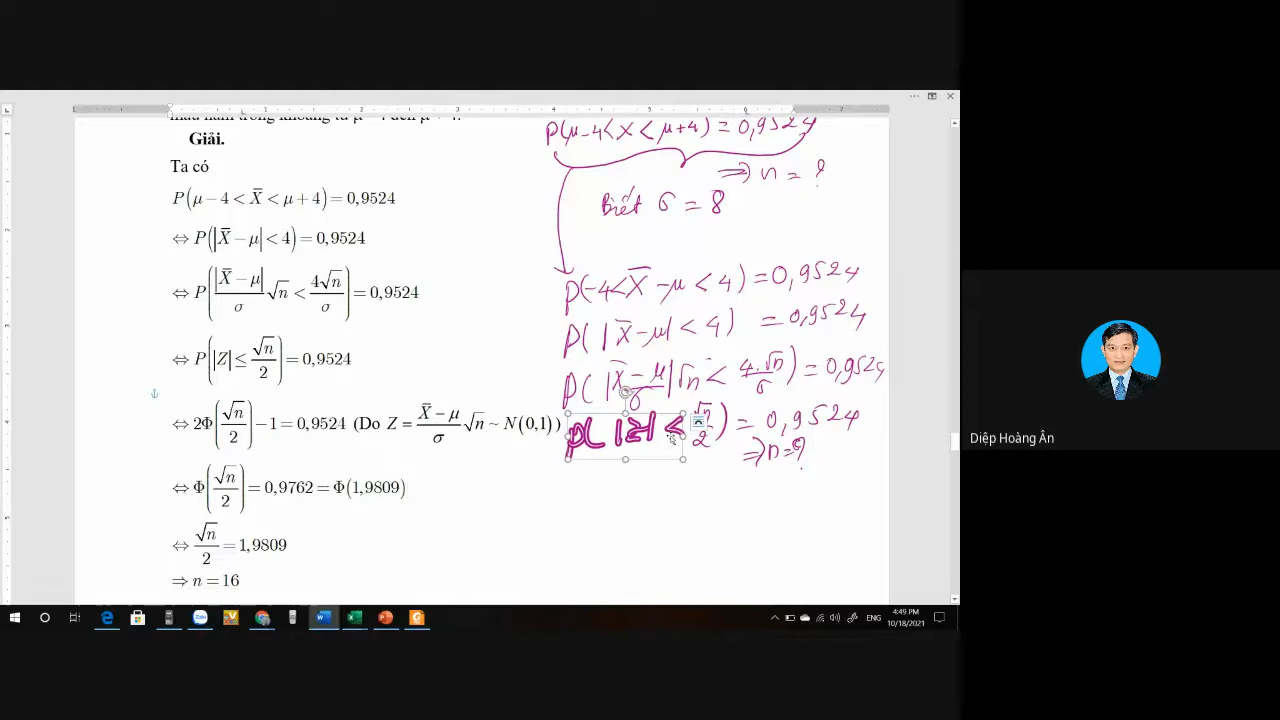 Giải.
Ta có
P(μ − 4 < X̄ < μ + 4) = 0,9524
⇔ P(|X̄ − μ| < 4) = 0,9524
⇔ P(|X̄ − μ|/σ √n < 4√n/σ) = 0,9524
⇔ P(|Z| ≤ √n/2) = 0,9524
⇔ 2Φ(√n/2) − 1 = 0,9524 (Do Z = X̄ − μ/σ √n ~ N(0,1))
⇔ Φ(√n/2) = 0,9762 = Φ(1,9809)
⇔ √n/2 = 1,9809
⇒ n = 16
P(μ−4 < X < μ+4) = 0,9524
⇒ n = ?
Biết σ = 8
P(−4 < X̄ − μ < 4) = 0,9524
P(|X̄ − μ| < 4) = 0,9524
P(|X̄ − μ|/σ √n < 4.√n/σ) = 0,9524
P(|Z| < √n/2) = 0,9524
⇒ n = ?
Diệp Hoàng Ân
ENG
4:49 PM
10/18/2021